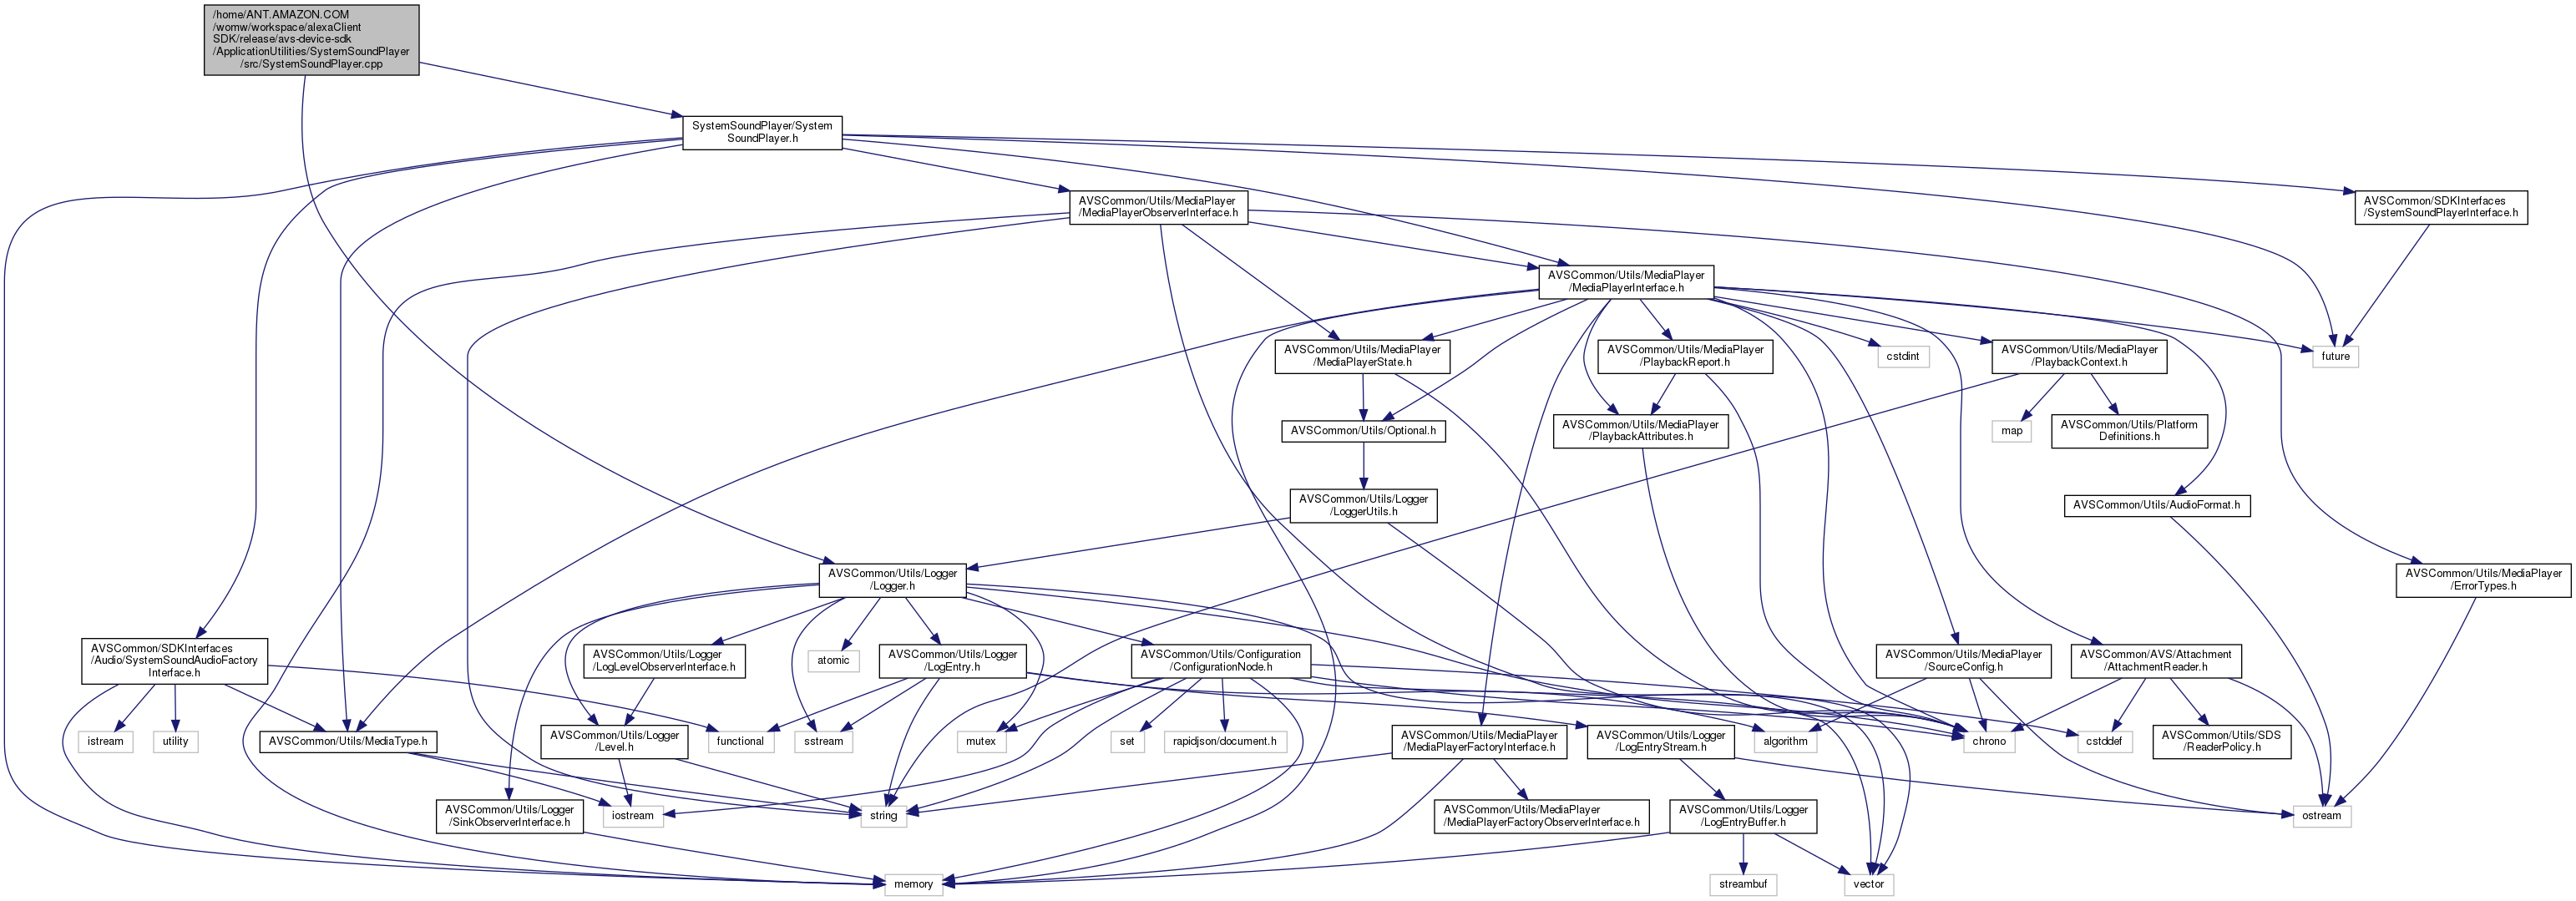 /home/ANT.AMAZON.COM
/womw/workspace/alexaClient
SDK/release/avs-device-sdk
/ApplicationUtilities/SystemSoundPlayer
/src/SystemSoundPlayer.cpp
SystemSoundPlayer/System
SoundPlayer.h
AVSCommon/Utils/MediaPlayer
/MediaPlayerObserverInterface.h
AVSCommon/SDKInterfaces
/SystemSoundPlayerInterface.h
AVSCommon/Utils/MediaPlayer
/MediaPlayerInterface.h
AVSCommon/Utils/MediaPlayer
/MediaPlayerState.h
AVSCommon/Utils/MediaPlayer
/PlaybackReport.h
cstdint
AVSCommon/Utils/MediaPlayer
/PlaybackContext.h
future
AVSCommon/Utils/Optional.h
AVSCommon/Utils/MediaPlayer
/PlaybackAttributes.h
map
AVSCommon/Utils/Platform
Definitions.h
AVSCommon/Utils/Logger
/LoggerUtils.h
AVSCommon/Utils/AudioFormat.h
AVSCommon/Utils/Logger
/Logger.h
AVSCommon/Utils/MediaPlayer
/ErrorTypes.h
AVSCommon/SDKInterfaces
/Audio/SystemSoundAudioFactory
Interface.h
AVSCommon/Utils/Logger
/LogLevelObserverInterface.h
atomic
AVSCommon/Utils/Logger
/LogEntry.h
AVSCommon/Utils/Configuration
/ConfigurationNode.h
AVSCommon/Utils/MediaPlayer
/SourceConfig.h
AVSCommon/AVS/Attachment
/AttachmentReader.h
istream
utility
AVSCommon/Utils/MediaType.h
AVSCommon/Utils/Logger
/Level.h
functional
sstream
mutex
set
rapidjson/document.h
AVSCommon/Utils/MediaPlayer
/MediaPlayerFactoryInterface.h
AVSCommon/Utils/Logger
/LogEntryStream.h
algorithm
chrono
cstddef
AVSCommon/Utils/SDS
/ReaderPolicy.h
AVSCommon/Utils/Logger
/SinkObserverInterface.h
iostream
string
AVSCommon/Utils/MediaPlayer
/MediaPlayerFactoryObserverInterface.h
AVSCommon/Utils/Logger
/LogEntryBuffer.h
ostream
memory
streambuf
vector